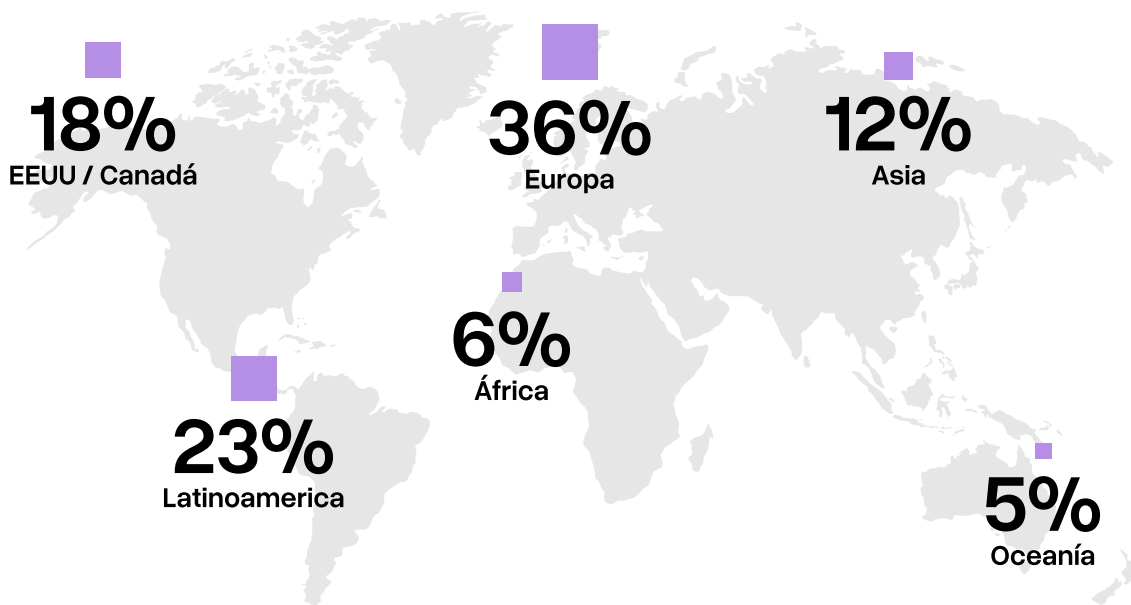 18%
EEUU / Canadá
36%
Europa
12%
Asia
6%
África
23%
Latinoamerica
5%
Oceanía